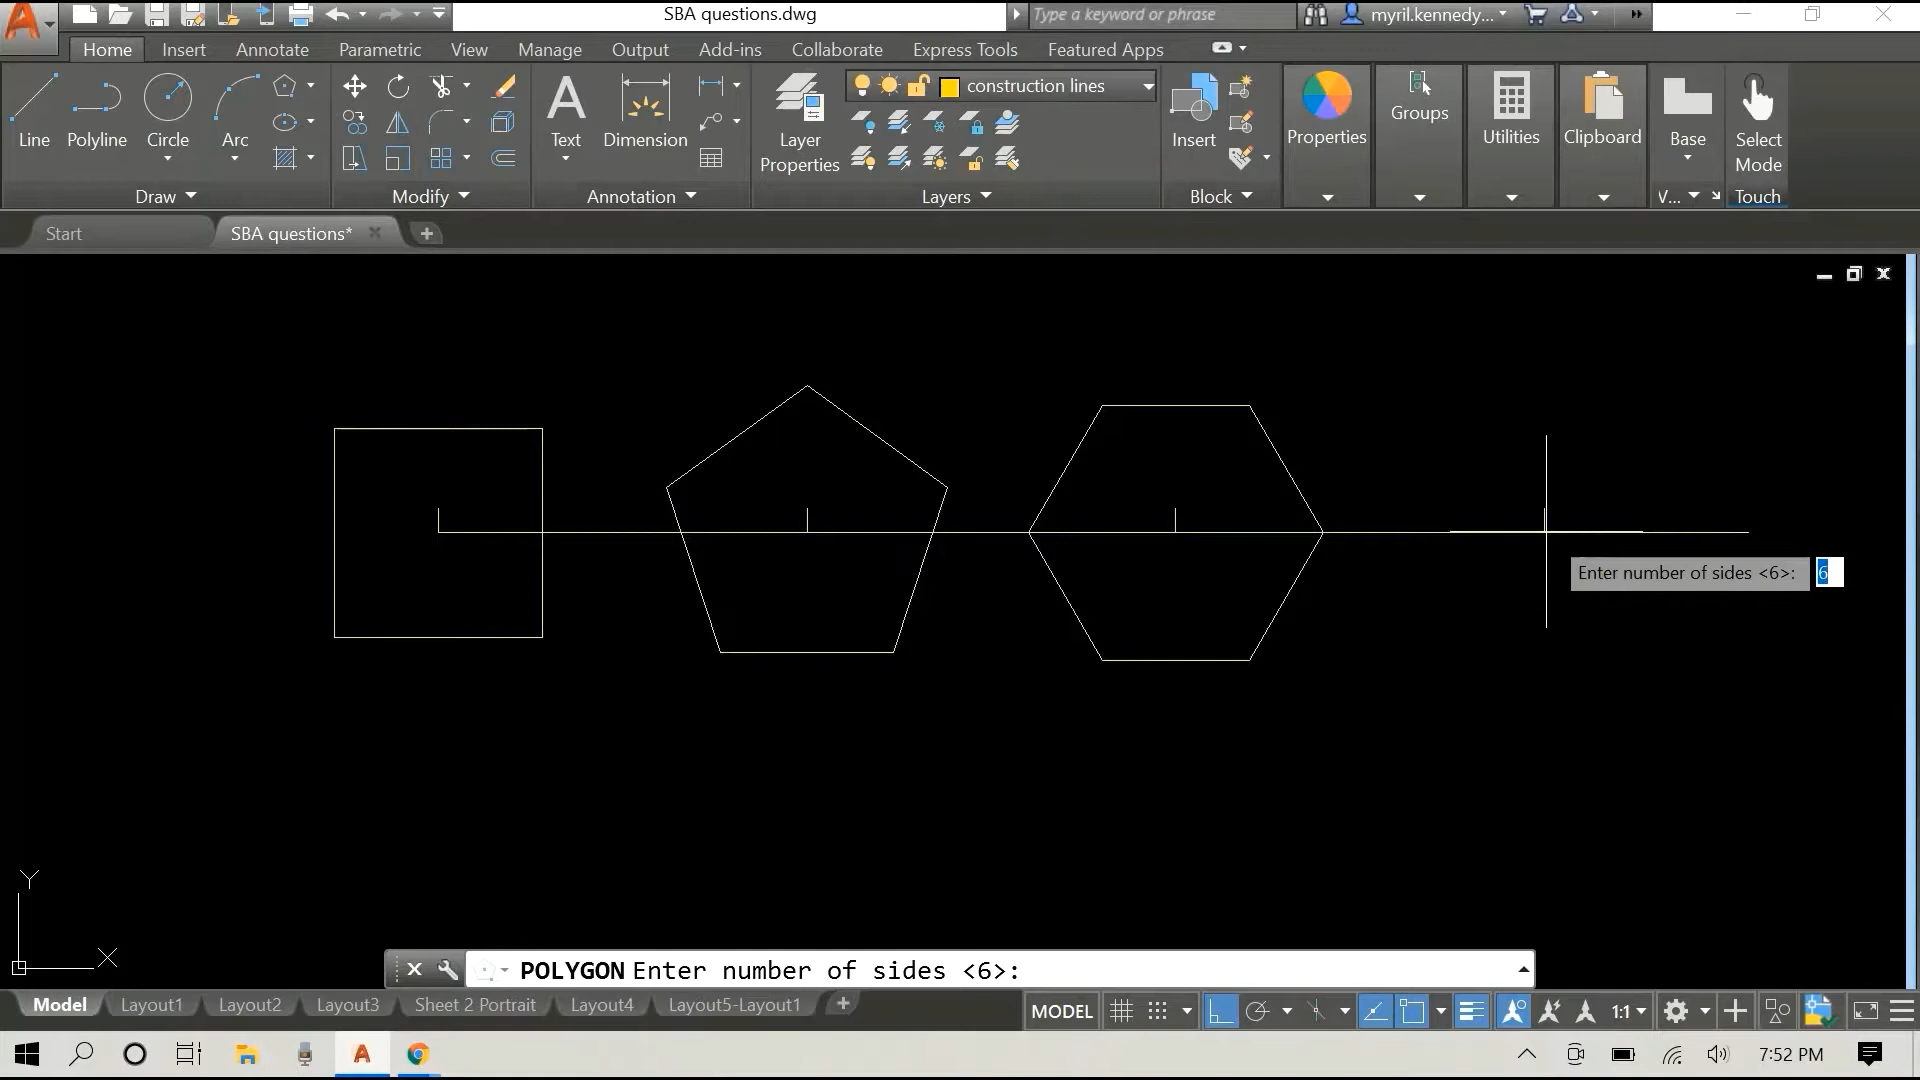 SBA questions.dwg
Type a keyword or phrase
myril.kennedy...
Home Insert Annotate Parametric View Manage Output Add-ins Collaborate Express Tools Featured Apps
Line Polyline Circle Arc
Text Dimension
Layer Properties
construction lines
Insert
Properties
Groups
Utilities
Clipboard
Base
Select Mode
Draw Modify Annotation Layers Block V... Touch
Start SBA questions*
Enter number of sides <6>: 6
Y
X
POLYGON Enter number of sides <6>:
Model Layout1 Layout2 Layout3 Sheet 2 Portrait Layout4 Layout5-Layout1
MODEL 1:1
7:52 PM